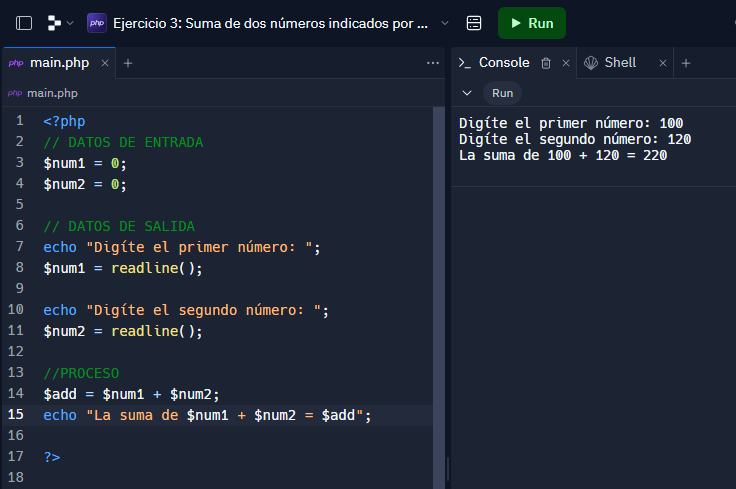 php Ejercicio 3: Suma de dos números indicados por ... Run
php main.php
Console Shell
php main.php
Run
1 <?php
2 // DATOS DE ENTRADA
3 $num1 = 0;
4 $num2 = 0;
5
6 // DATOS DE SALIDA
7 echo "Digíte el primer número: ";
8 $num1 = readline();
9
10 echo "Digíte el segundo número: ";
11 $num2 = readline();
12
13 //PROCESO
14 $add = $num1 + $num2;
15 echo "La suma de $num1 + $num2 = $add";
16
17 ?>
18
Digíte el primer número: 100
Digíte el segundo número: 120
La suma de 100 + 120 = 220